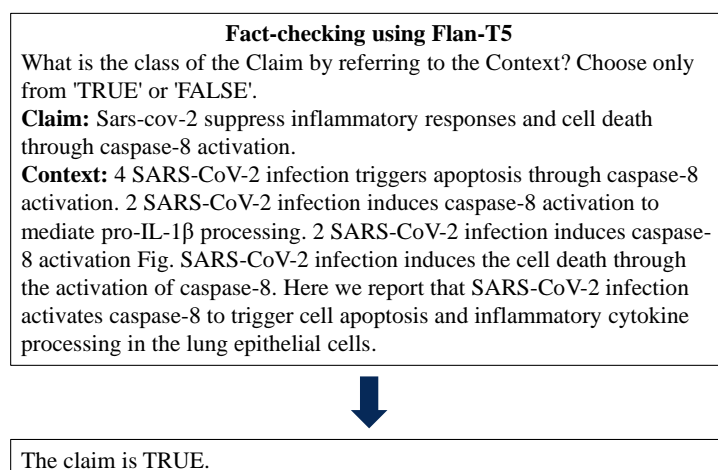 Fact-checking using Flan-T5
What is the class of the Claim by referring to the Context? Choose only
from 'TRUE' or 'FALSE'.
Claim: Sars-cov-2 suppress inflammatory responses and cell death
through caspase-8 activation.
Context: 4 SARS-CoV-2 infection triggers apoptosis through caspase-8
activation. 2 SARS-CoV-2 infection induces caspase-8 activation to
mediate pro-IL-1β processing. 2 SARS-CoV-2 infection induces caspase-
8 activation Fig. SARS-CoV-2 infection induces the cell death through
the activation of caspase-8. Here we report that SARS-CoV-2 infection
activates caspase-8 to trigger cell apoptosis and inflammatory cytokine
processing in the lung epithelial cells.
The claim is TRUE.